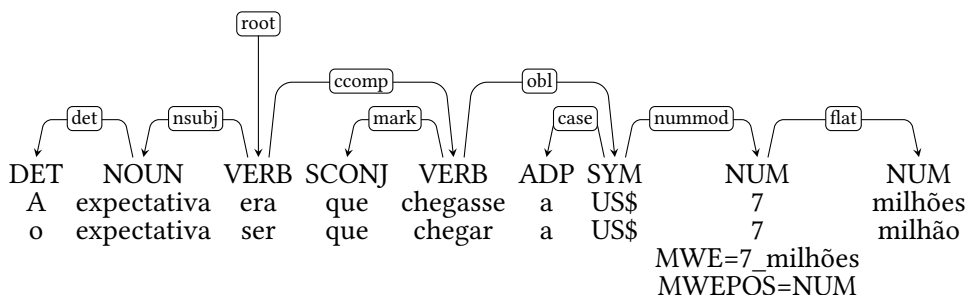 root
ccomp obl
det nsubj mark case nummod flat
DET NOUN VERB SCONJ VERB ADP SYM NUM NUM
A expectativa era que chegasse a US$ 7 milhões
o expectativa ser que chegar a US$ 7 milhão
MWE=7_milhões
MWEPOS=NUM